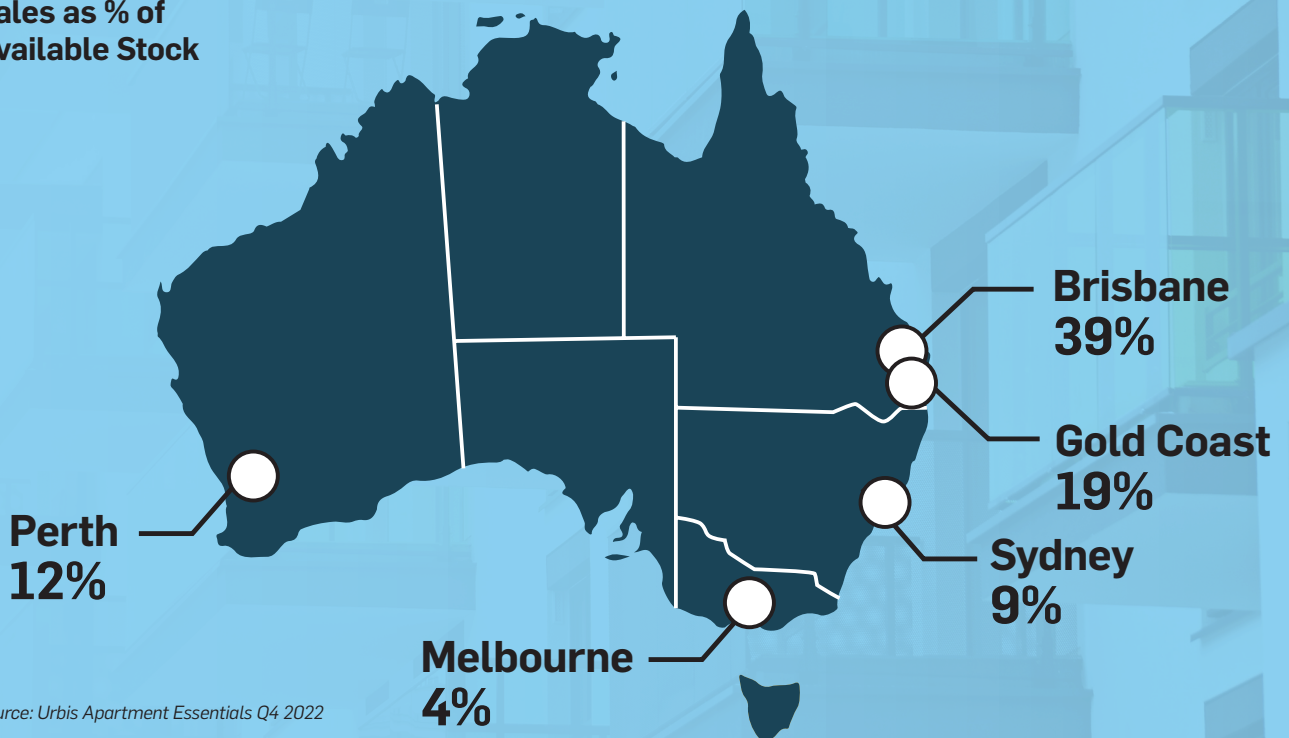 ales as % of
vailable Stock
Brisbane
39%
Gold Coast
19%
Sydney
9%
Perth
12%
Melbourne
4%
urce: Urbis Apartment Essentials Q4 2022